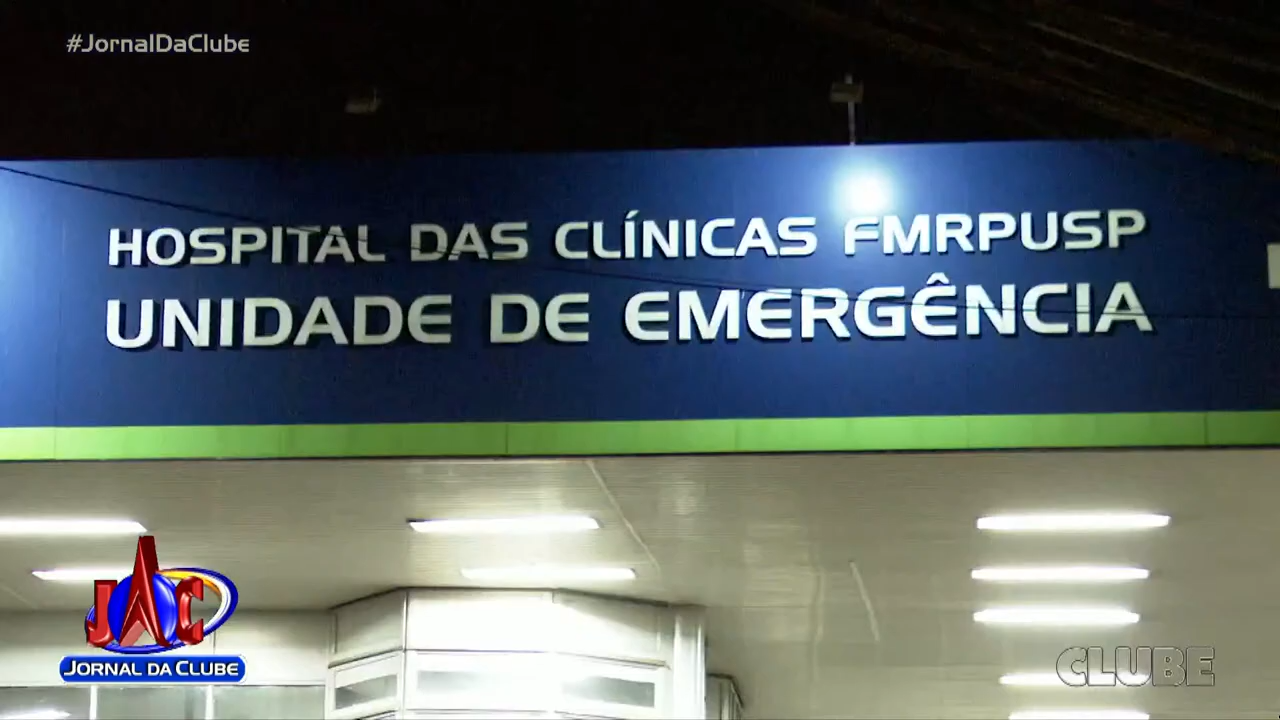 #JornalDaClube
HOSPITAL DAS CLÍNICAS FMRPUSP
UNIDADE DE EMERGÊNCIA
JC
JORNAL DA CLUBE
CLUBE